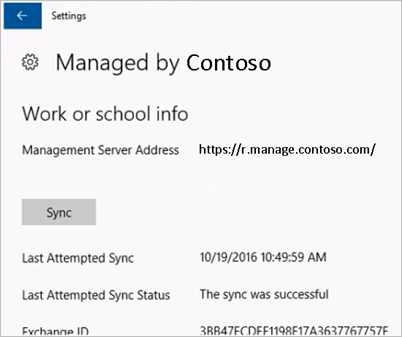 Settings
Managed by Contoso
Work or school info
Management Server Address https://r.manage.contoso.com/
Sync
Last Attempted Sync 10/19/2016 10:49:59 AM
Last Attempted Sync Status The sync was successful
Exchange ID